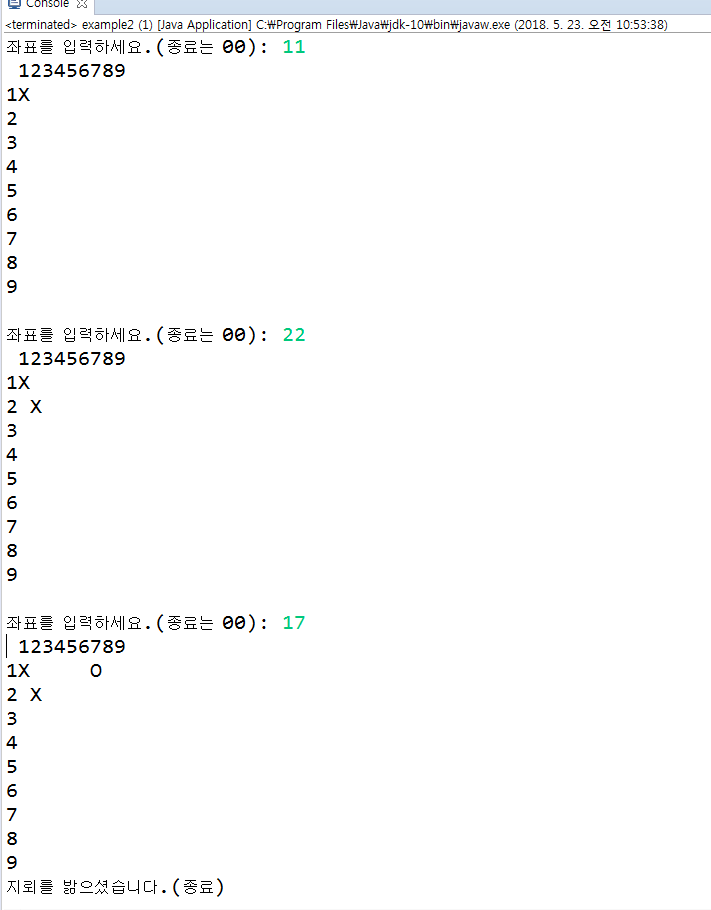 Console
<terminated> example2 (1) [Java Application] C:₩Program Files₩Java₩jdk-10₩bin₩javaw.exe (2018. 5. 23. 오전 10:53:38)
좌표를 입력하세요.(종료는 00): 11
 123456789
1X
2
3
4
5
6
7
8
9

좌표를 입력하세요.(종료는 00): 22
 123456789
1X
2 X
3
4
5
6
7
8
9

좌표를 입력하세요.(종료는 00): 17
 123456789
1X     O
2 X
3
4
5
6
7
8
9
지뢰를 밟으셨습니다.(종료)